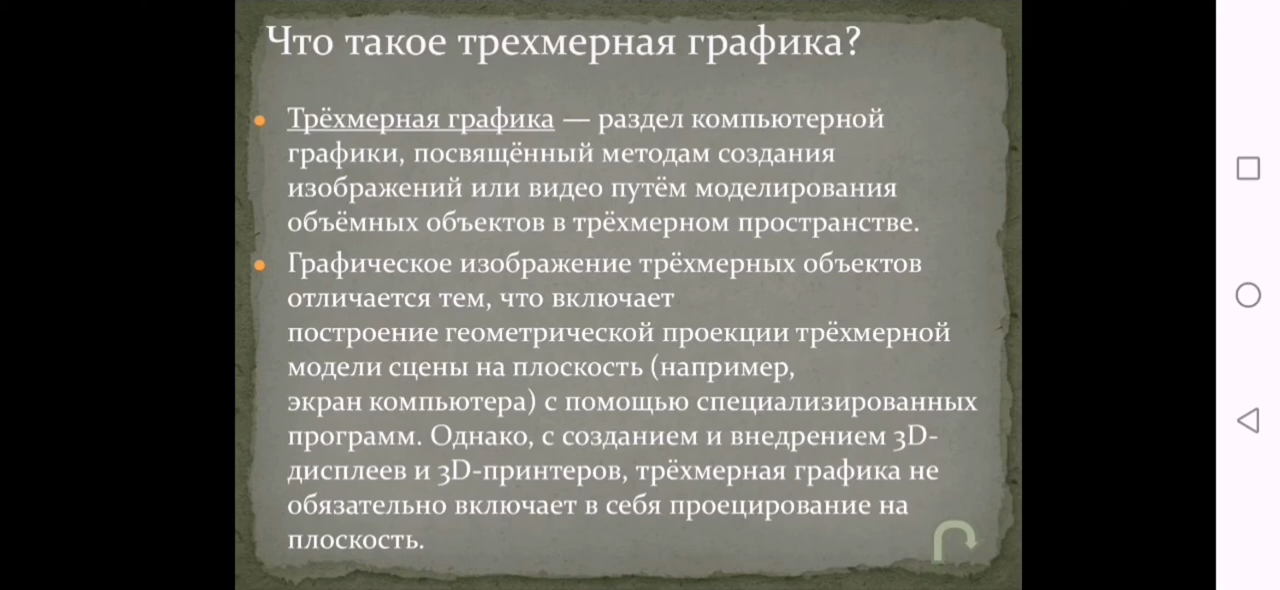 Что такое трехмерная графика?
Трёхмерная графика — раздел компьютерной
графики, посвящённый методам создания
изображений или видео путём моделирования
объёмных объектов в трёхмерном пространстве.
Графическое изображение трёхмерных объектов
отличается тем, что включает
построение геометрической проекции трёхмерной
модели сцены на плоскость (например,
экран компьютера) с помощью специализированных
программ. Однако, с созданием и внедрением 3D-
дисплеев и 3D-принтеров, трёхмерная графика не
обязательно включает в себя проецирование на
плоскость.